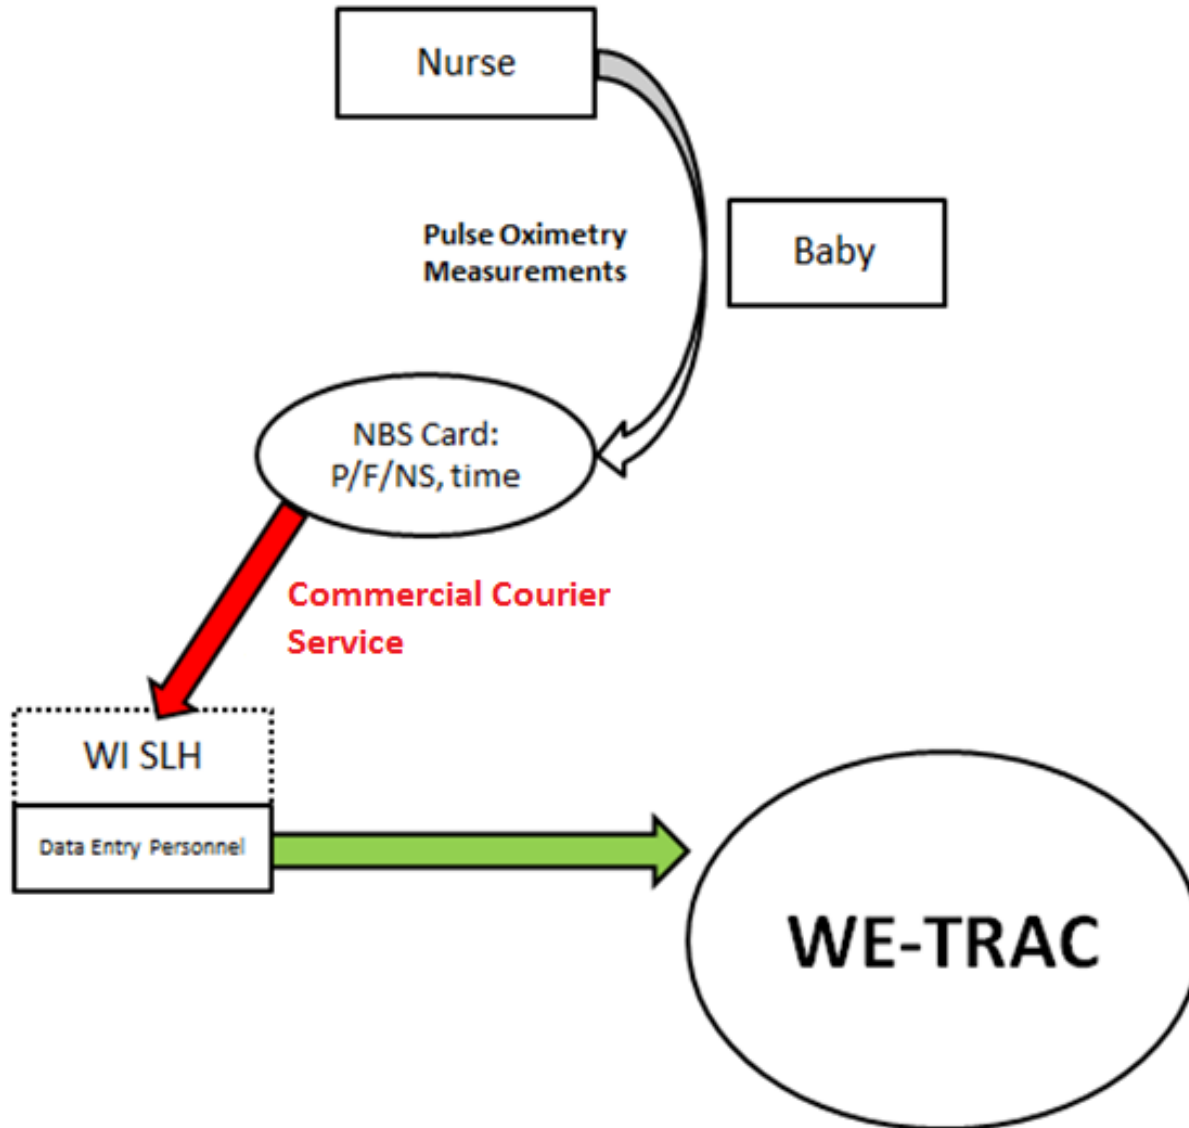 Nurse
Pulse Oximetry
Measurements
Baby
NBS Card:
P/F/NS, time
Commercial Courier
Service
WI SLH
Data Entry Personnel
WE-TRAC